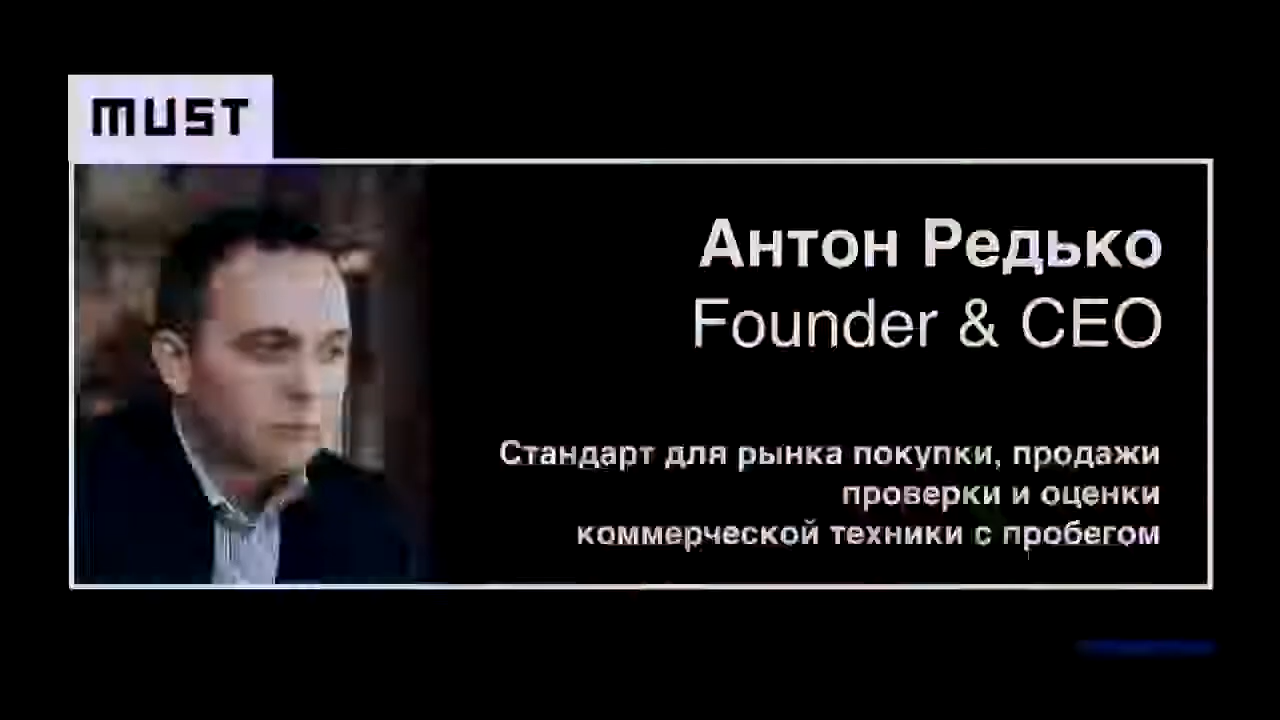 MUST
Антон Редько
Founder & CEO
Стандарт для рынка покупки, продажи
проверки и оценки
коммерческой техники с пробегом